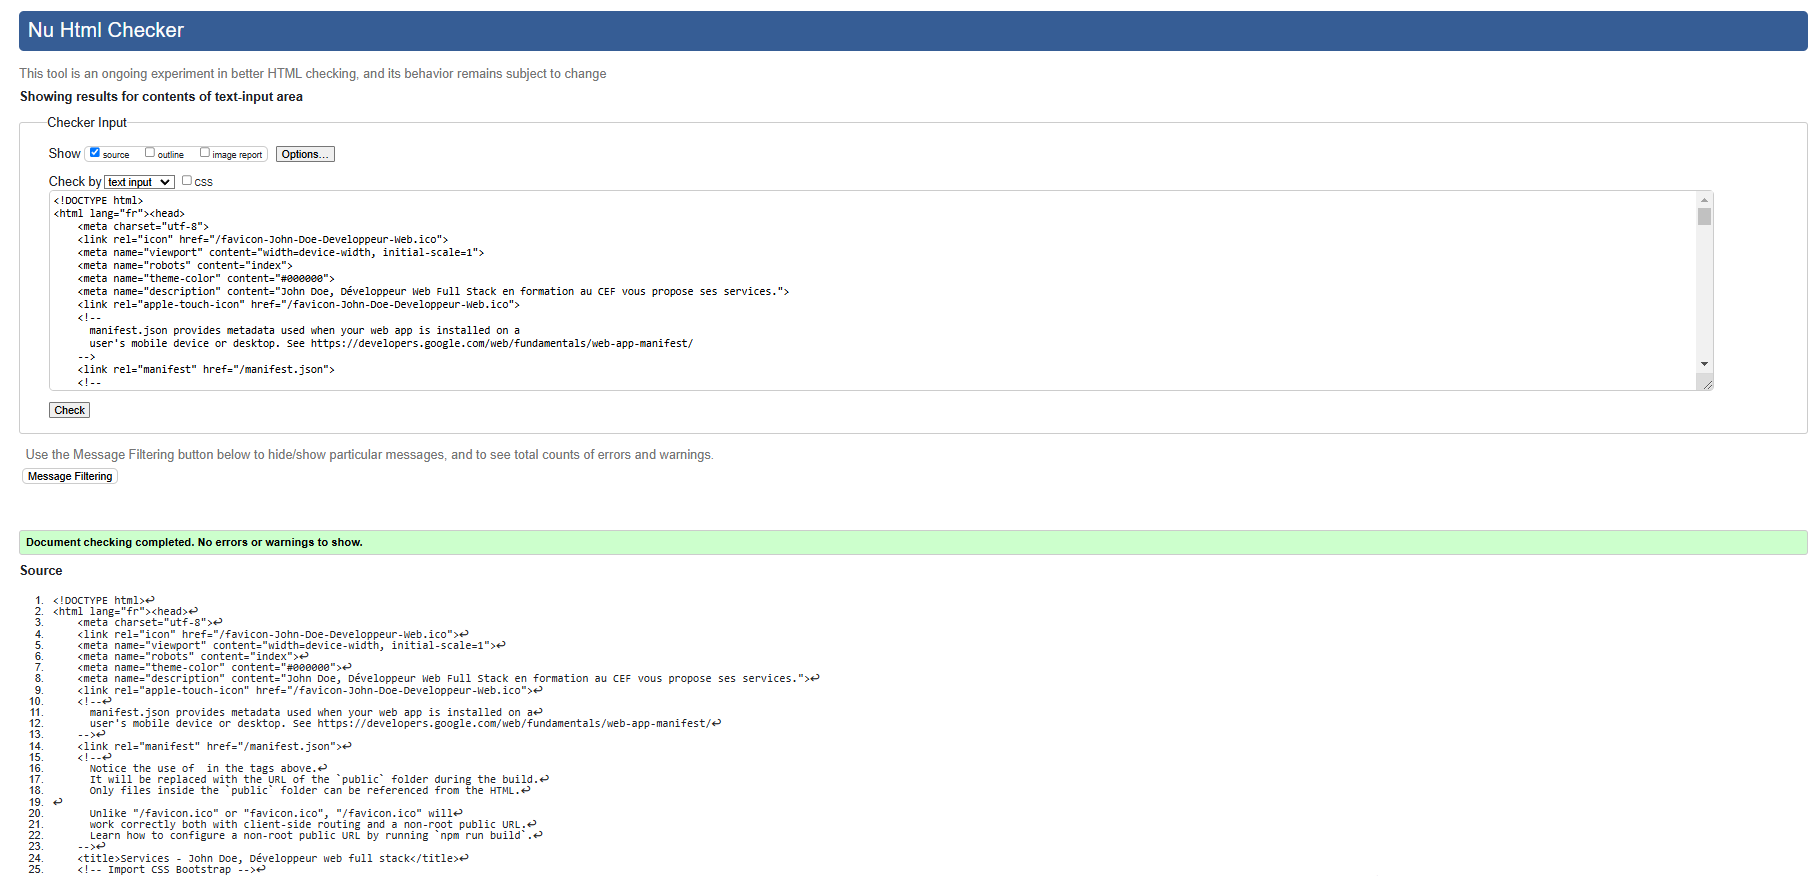 Nu Html Checker
This tool is an ongoing experiment in better HTML checking, and its behavior remains subject to change
Showing results for contents of text-input area
Checker Input
Show source outline image report Options...
Check by text input CSS
<!DOCTYPE html>
<html lang="fr"><head>
<meta charset="utf-8">
<link rel="icon" href="/favicon-John-Doe-Developpeur-Web.ico">
<meta name="viewport" content="width=device-width, initial-scale=1">
<meta name="robots" content="index">
<meta name="theme-color" content="#000000">
<meta name="description" content="John Doe, Développeur Web Full Stack en formation au CEF vous propose ses services.">
<link rel="apple-touch-icon" href="/favicon-John-Doe-Developpeur-Web.ico">
<!--
manifest.json provides metadata used when your web app is installed on a
user's mobile device or desktop. See https://developers.google.com/web/fundamentals/web-app-manifest/
-->
<link rel="manifest" href="/manifest.json">
<!--
Check
Use the Message Filtering button below to hide/show particular messages, and to see total counts of errors and warnings.
Message Filtering
Document checking completed. No errors or warnings to show.
Source
1. <!DOCTYPE html>↩
2. <html lang="fr"><head>↩
3. <meta charset="utf-8">↩
4. <link rel="icon" href="/favicon-John-Doe-Developpeur-Web.ico">↩
5. <meta name="viewport" content="width=device-width, initial-scale=1">↩
6. <meta name="robots" content="index">↩
7. <meta name="theme-color" content="#000000">↩
8. <meta name="description" content="John Doe, Développeur Web Full Stack en formation au CEF vous propose ses services.">↩
9. <link rel="apple-touch-icon" href="/favicon-John-Doe-Developpeur-Web.ico">↩
10. <!--↩
11. manifest.json provides metadata used when your web app is installed on a↩
12. user's mobile device or desktop. See https://developers.google.com/web/fundamentals/web-app-manifest/↩
13. -->↩
14. <link rel="manifest" href="/manifest.json">↩
15. <!--↩
16. Notice the use of  in the tags above.↩
17. It will be replaced with the URL of the `public` folder during the build.↩
18. Only files inside the `public` folder can be referenced from the HTML.↩
19. ↩
20. Unlike "/favicon.ico" or "favicon.ico", "/favicon.ico" will↩
21. work correctly both with client-side routing and a non-root public URL.↩
22. Learn how to configure a non-root public URL by running `npm run build`.↩
23. -->↩
24. <title>Services - John Doe, Développeur web full stack</title>↩
25. <!-- Import CSS Bootstrap -->↩